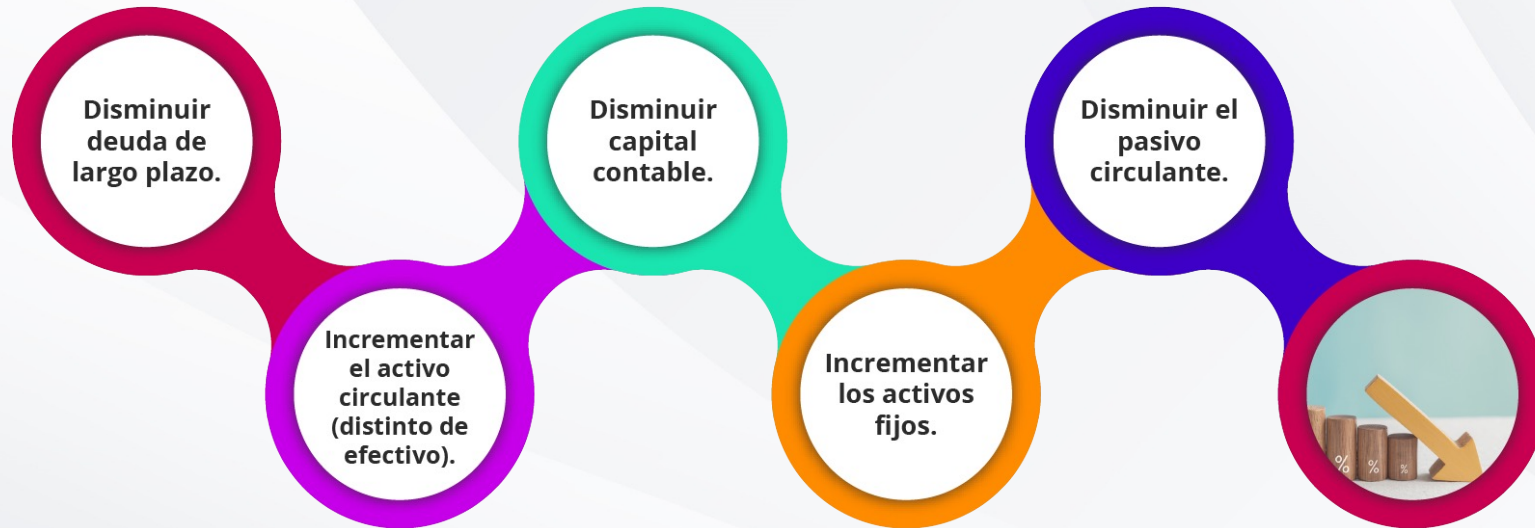 Disminuir
deuda de
largo plazo.
Incrementar
el activo
circulante
(distinto de
efectivo).
Disminuir
capital
contable.
Incrementar
los activos
fijos.
Disminuir el
pasivo
circulante.
%
%
%